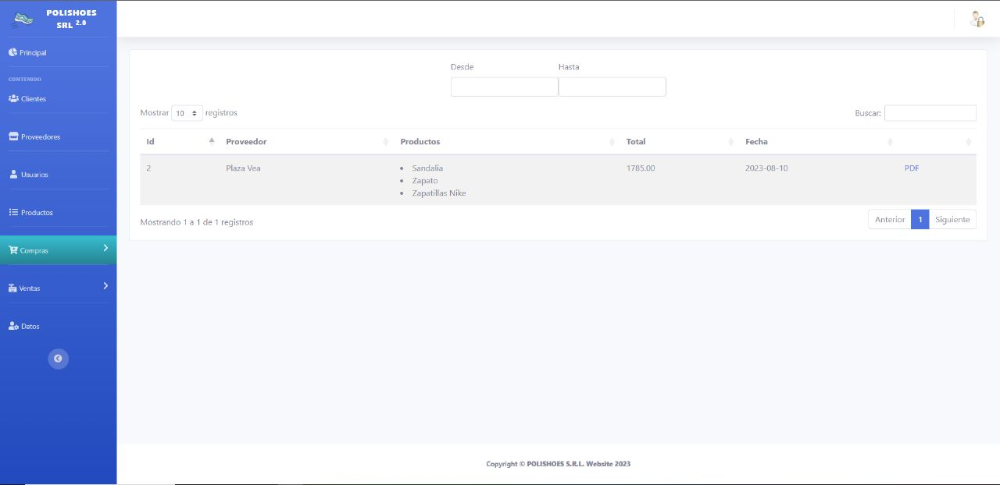 POLISHOES
SRL 2.0
Principal
CONTENIDO
Clientes
Proveedores
Usuarios
Productos
Compras
Ventas
Datos
Desde Hasta
Mostrar 10 registros Buscar:
Id Proveedor Productos Total Fecha
2 Plaza Vea Sandalia 1785.00 2023-08-10 PDF
Zapato
Zapatillas Nike
Mostrando 1 a 1 de 1 registros Anterior 1 Siguiente
Copyright © POLISHOES S.R.L. Website 2023